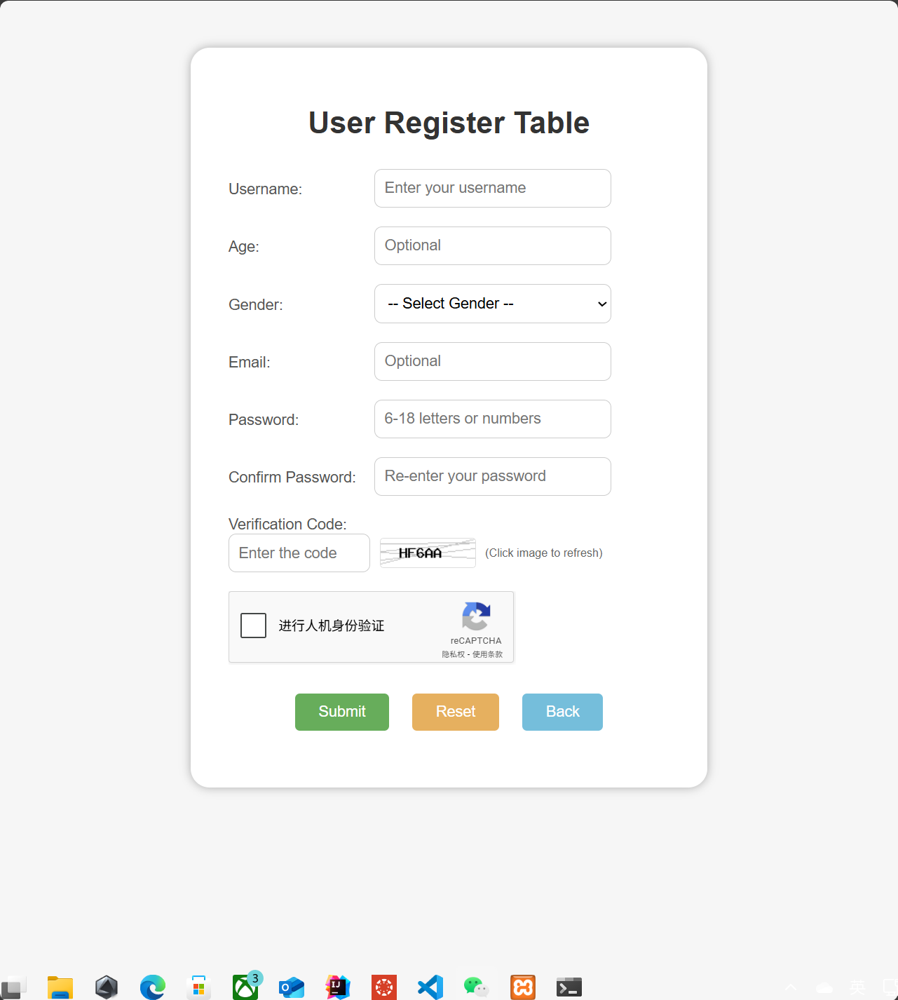 User Register Table
Username:
Enter your username
Age:
Optional
Gender:
-- Select Gender --
Email:
Optional
Password:
6-18 letters or numbers
Confirm Password:
Re-enter your password
Verification Code:
Enter the code
HF6AA
(Click image to refresh)
进行人机身份验证
reCAPTCHA
隐私权 - 使用条款
Submit
Reset
Back
3
O
IJ
英